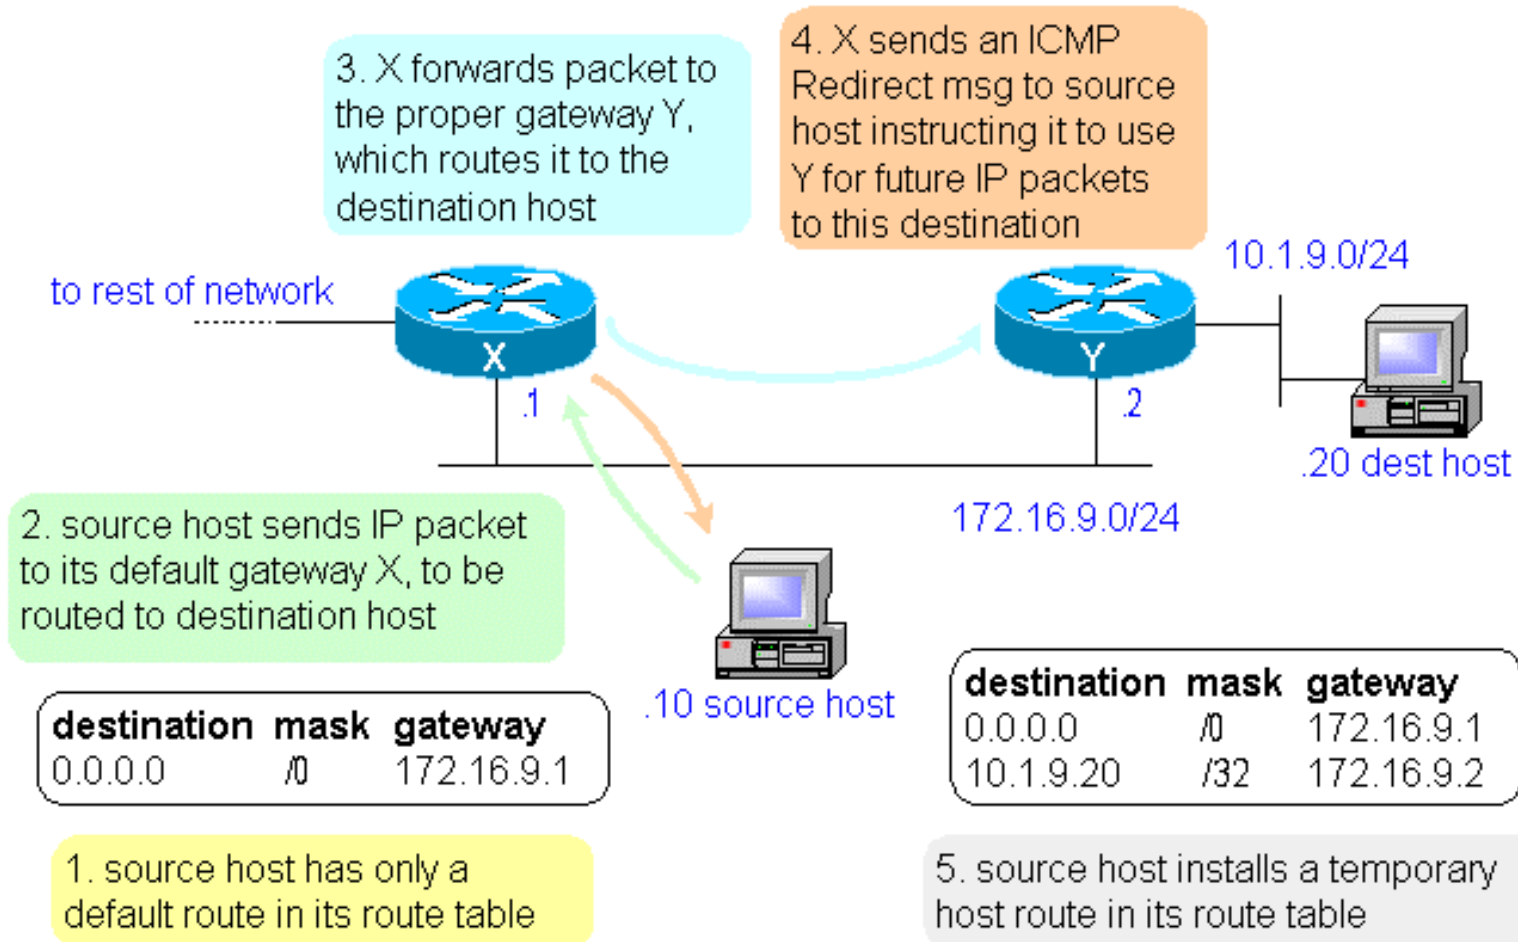 3. X forwards packet to
the proper gateway Y,
which routes it to the
destination host
4. X sends an ICMP
Redirect msg to source
host instructing it to use
Y for future IP packets
to this destination
to rest of network
X
.1
Y
.2
10.1.9.0/24
.20 dest host
172.16.9.0/24
2. source host sends IP packet
to its default gateway X, to be
routed to destination host
.10 source host
destination mask gateway
0.0.0.0 /0 172.16.9.1
destination mask gateway
0.0.0.0 /0 172.16.9.1
10.1.9.20 /32 172.16.9.2
1. source host has only a
default route in its route table
5. source host installs a temporary
host route in its route table